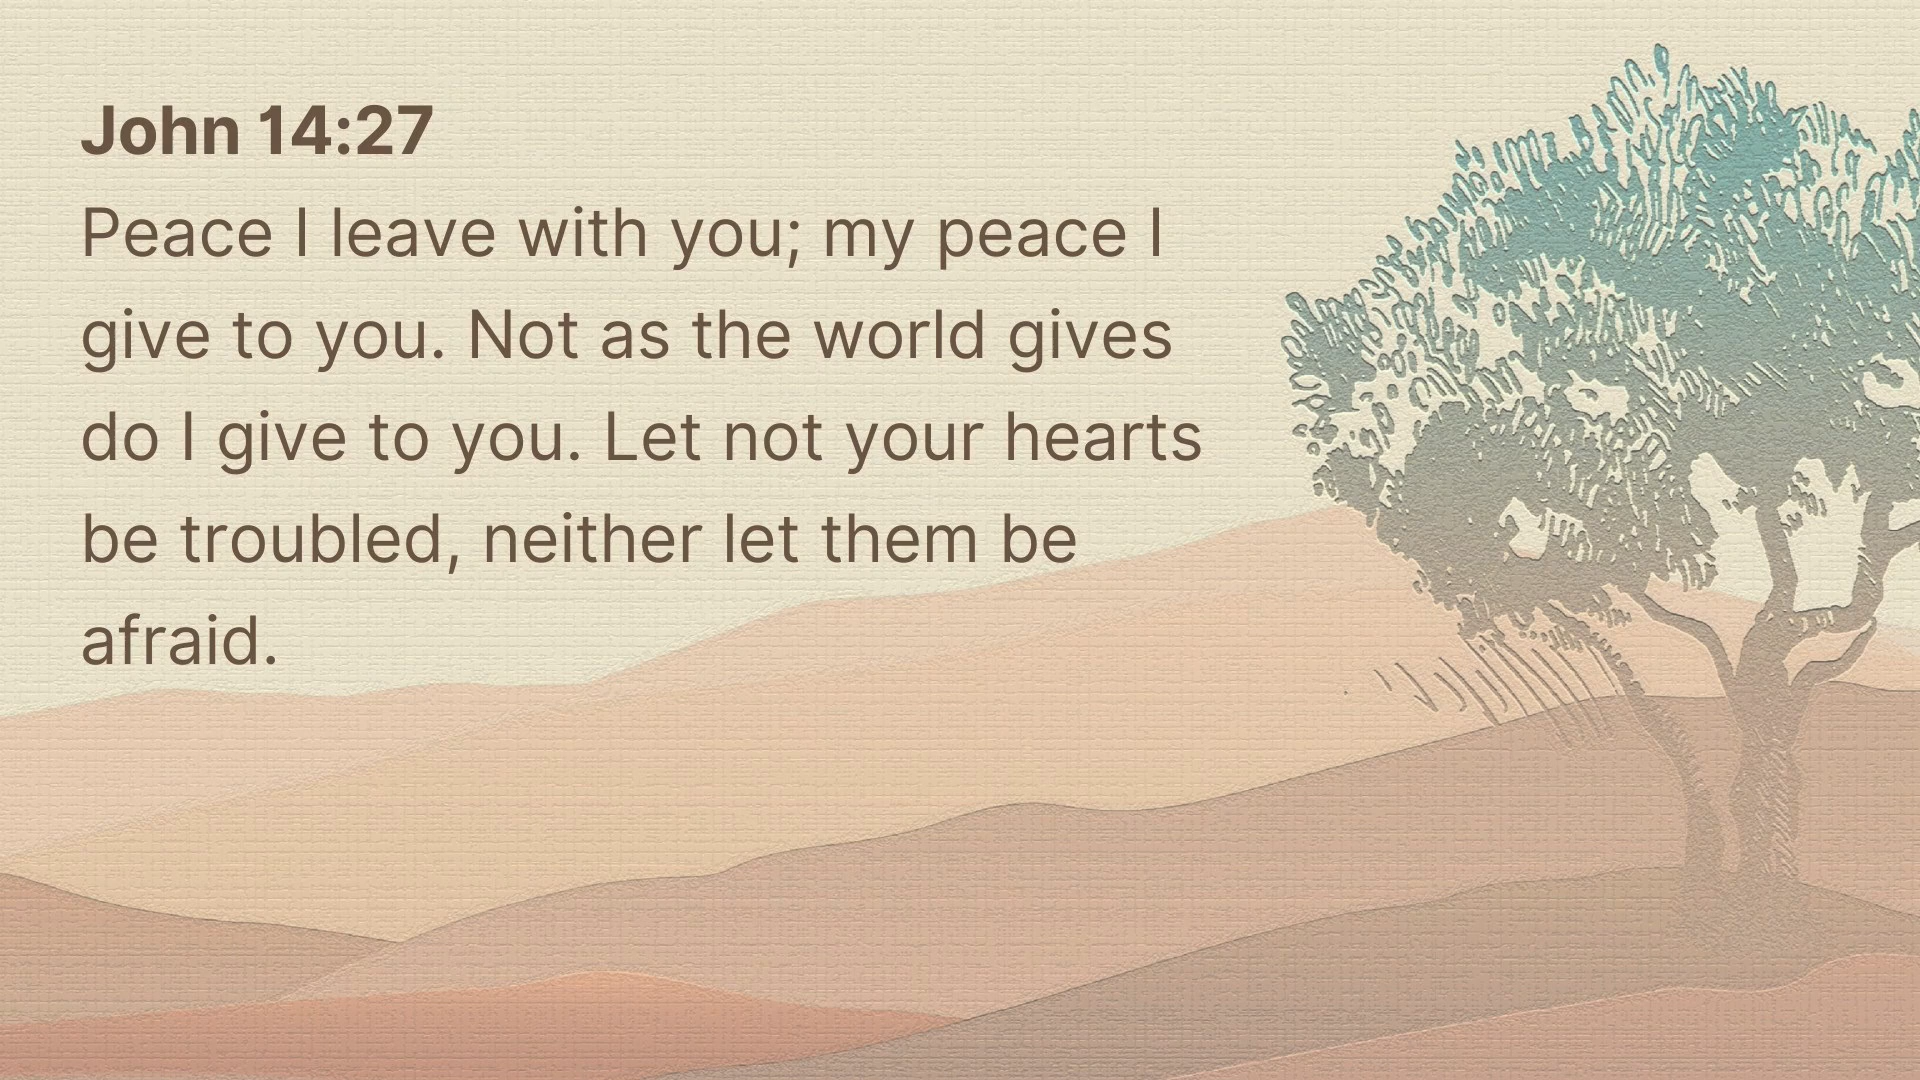 John 14:27
Peace I leave with you; my peace I
give to you. Not as the world gives
do I give to you. Let not your hearts
be troubled, neither let them be
afraid.